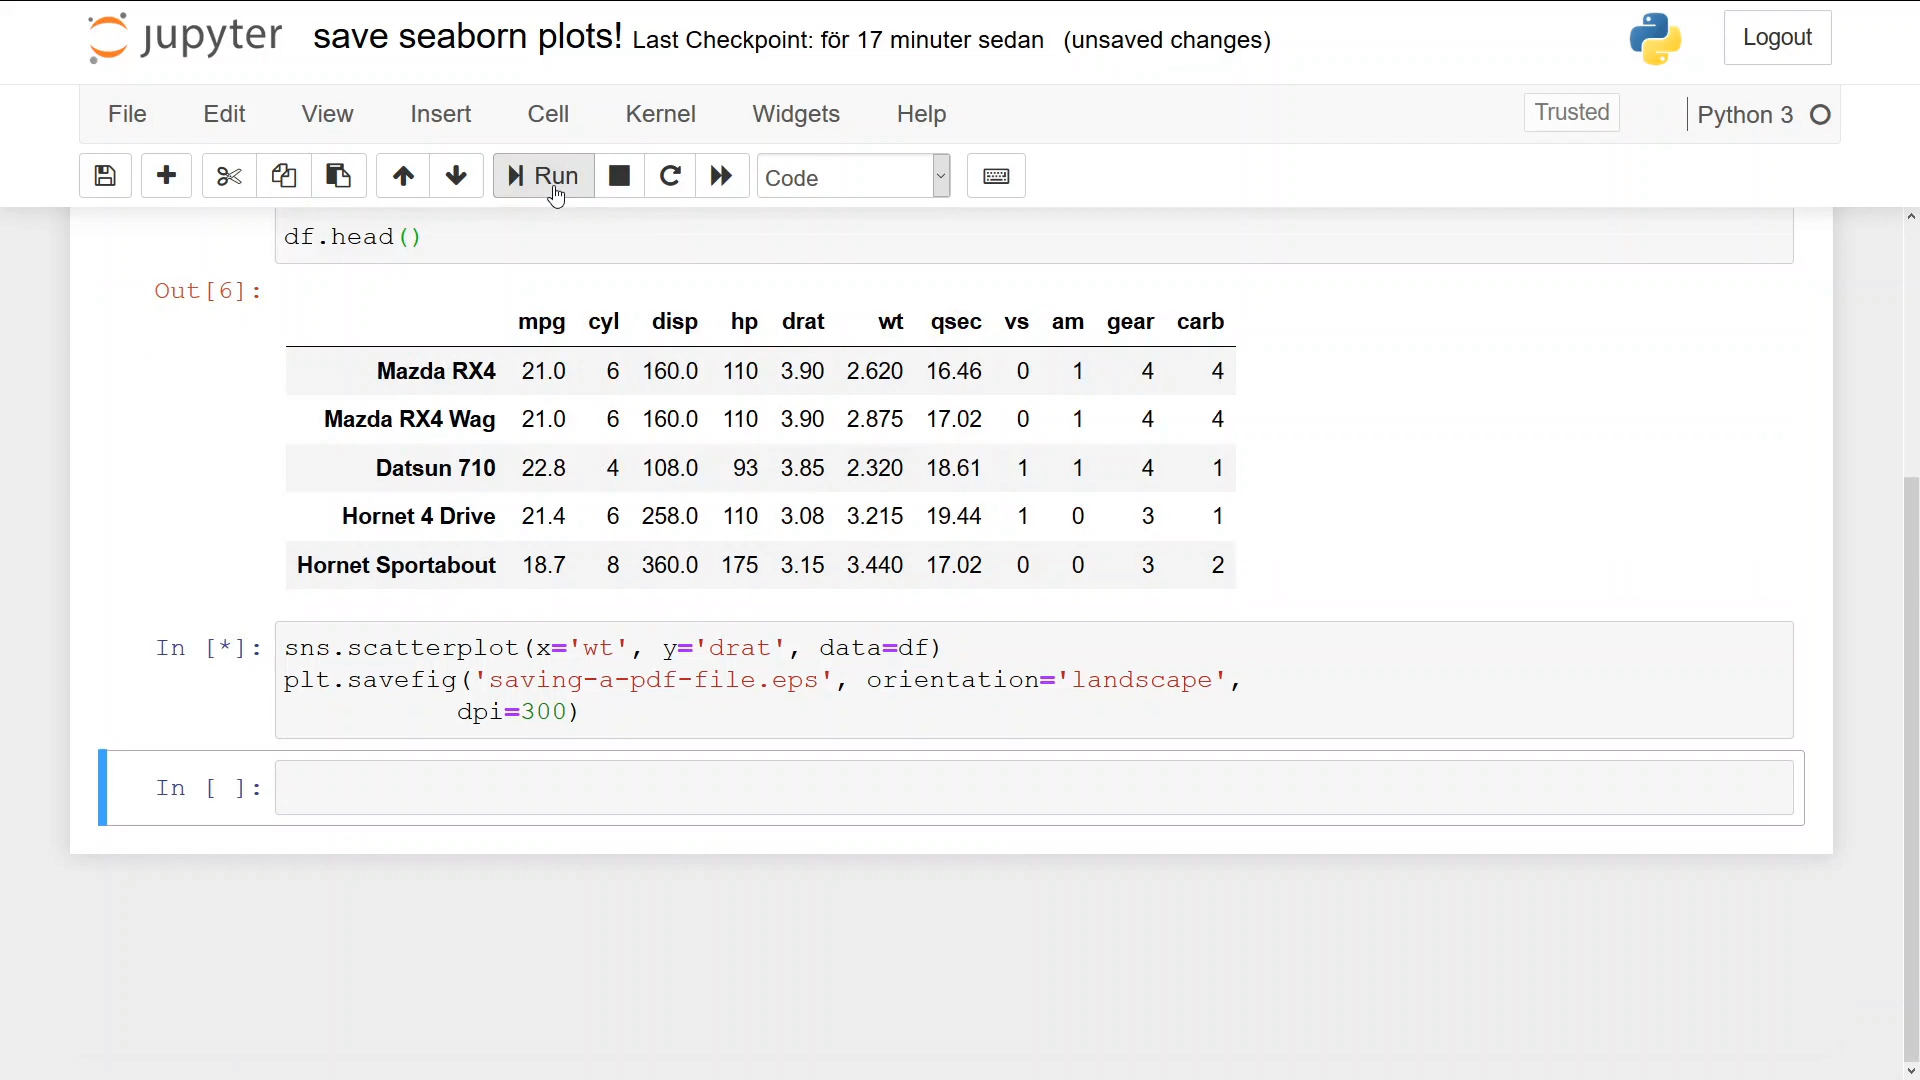 jupyter save seaborn plots! Last Checkpoint: för 17 minuter sedan (unsaved changes) Logout
File Edit View Insert Cell Kernel Widgets Help Trusted Python 3
Run Code
df.head()
Out[6]:
mpg cyl disp hp drat wt qsec vs am gear carb
Mazda RX4 21.0 6 160.0 110 3.90 2.620 16.46 0 1 4 4
Mazda RX4 Wag 21.0 6 160.0 110 3.90 2.875 17.02 0 1 4 4
Datsun 710 22.8 4 108.0 93 3.85 2.320 18.61 1 1 4 1
Hornet 4 Drive 21.4 6 258.0 110 3.08 3.215 19.44 1 0 3 1
Hornet Sportabout 18.7 8 360.0 175 3.15 3.440 17.02 0 0 3 2
In [*]: sns.scatterplot(x='wt', y='drat', data=df)
plt.savefig('saving-a-pdf-file.eps', orientation='landscape',
dpi=300)
In [ ]: